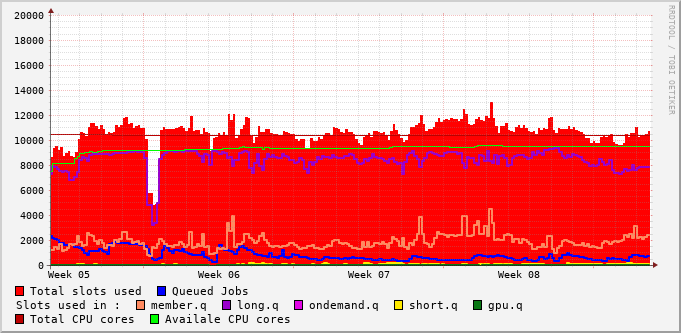 20000
18000
16000
14000
12000
10000
8000
6000
4000
2000
0
Week 05 Week 06 Week 07 Week 08
RRDTOOL / TOBI OETIKER
Total slots used Queued Jobs
Slots used in : member.q long.q ondemand.q short.q gpu.q
Total CPU cores Availale CPU cores